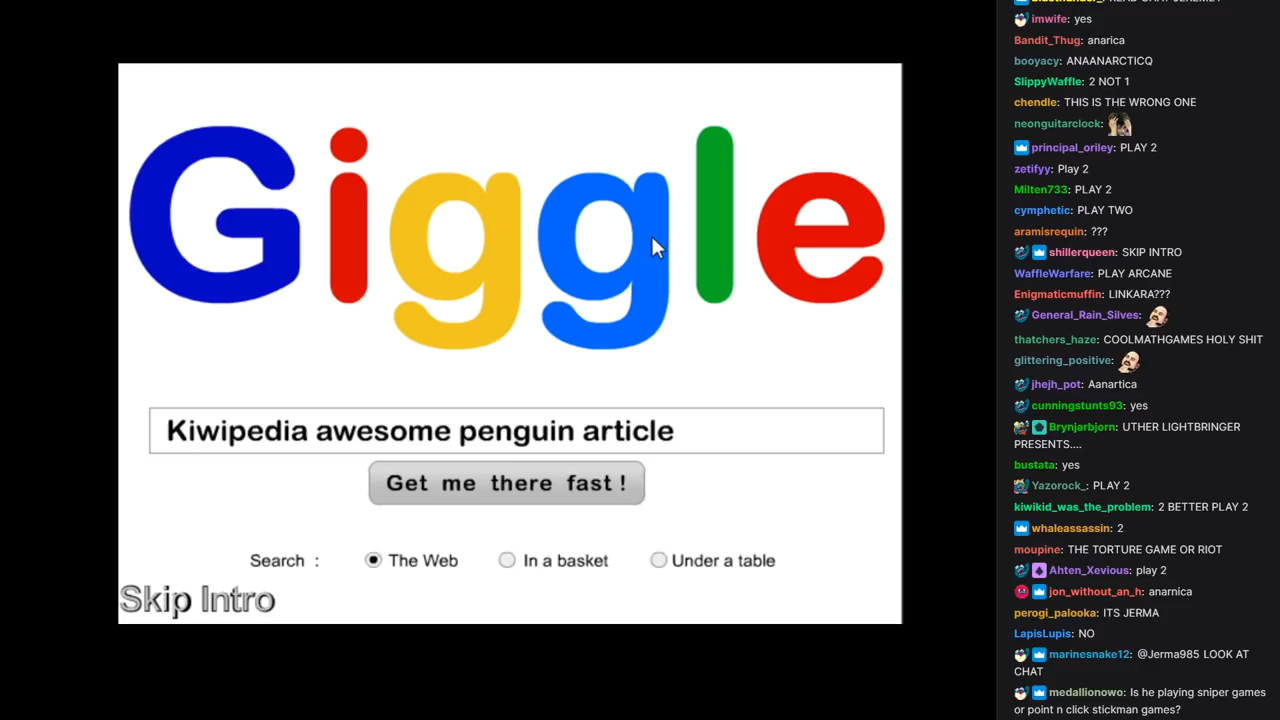 Giggle
Kiwipedia awesome penguin article
Get me there fast !
Search : The Web In a basket Under a table
Skip Intro
imwife: yes
Bandit_Thug: anarica
booyacy: ANAANARCTICQ
SlippyWaffle: 2 NOT 1
chendle: THIS IS THE WRONG ONE
neonguitarclock:
principal_oriley: PLAY 2
zetifyy: Play 2
Milten733: PLAY 2
cymphetic: PLAY TWO
aramisrequin: ???
shillerqueen: SKIP INTRO
WaffleWarfare: PLAY ARCANE
Enigmaticmuffin: LINKARA???
General_Rain_Silves:
thatchers_haze: COOLMATHGAMES HOLY SHIT
glittering_positive:
jhejh_pot: Aanartica
cunningstunts93: yes
Brynjarbjorn: UTHER LIGHTBRINGER
PRESENTS....
bustata: yes
Yazorock_: PLAY 2
kiwikid_was_the_problem: 2 BETTER PLAY 2
whaleassassin: 2
moupine: THE TORTURE GAME OR RIOT
Ahten_Xevious: play 2
jon_without_an_h: anarnica
perogi_palooka: ITS JERMA
LapisLupis: NO
marinesnake12: @Jerma985 LOOK AT
CHAT
medallionowo: Is he playing sniper games
or point n click stickman games?